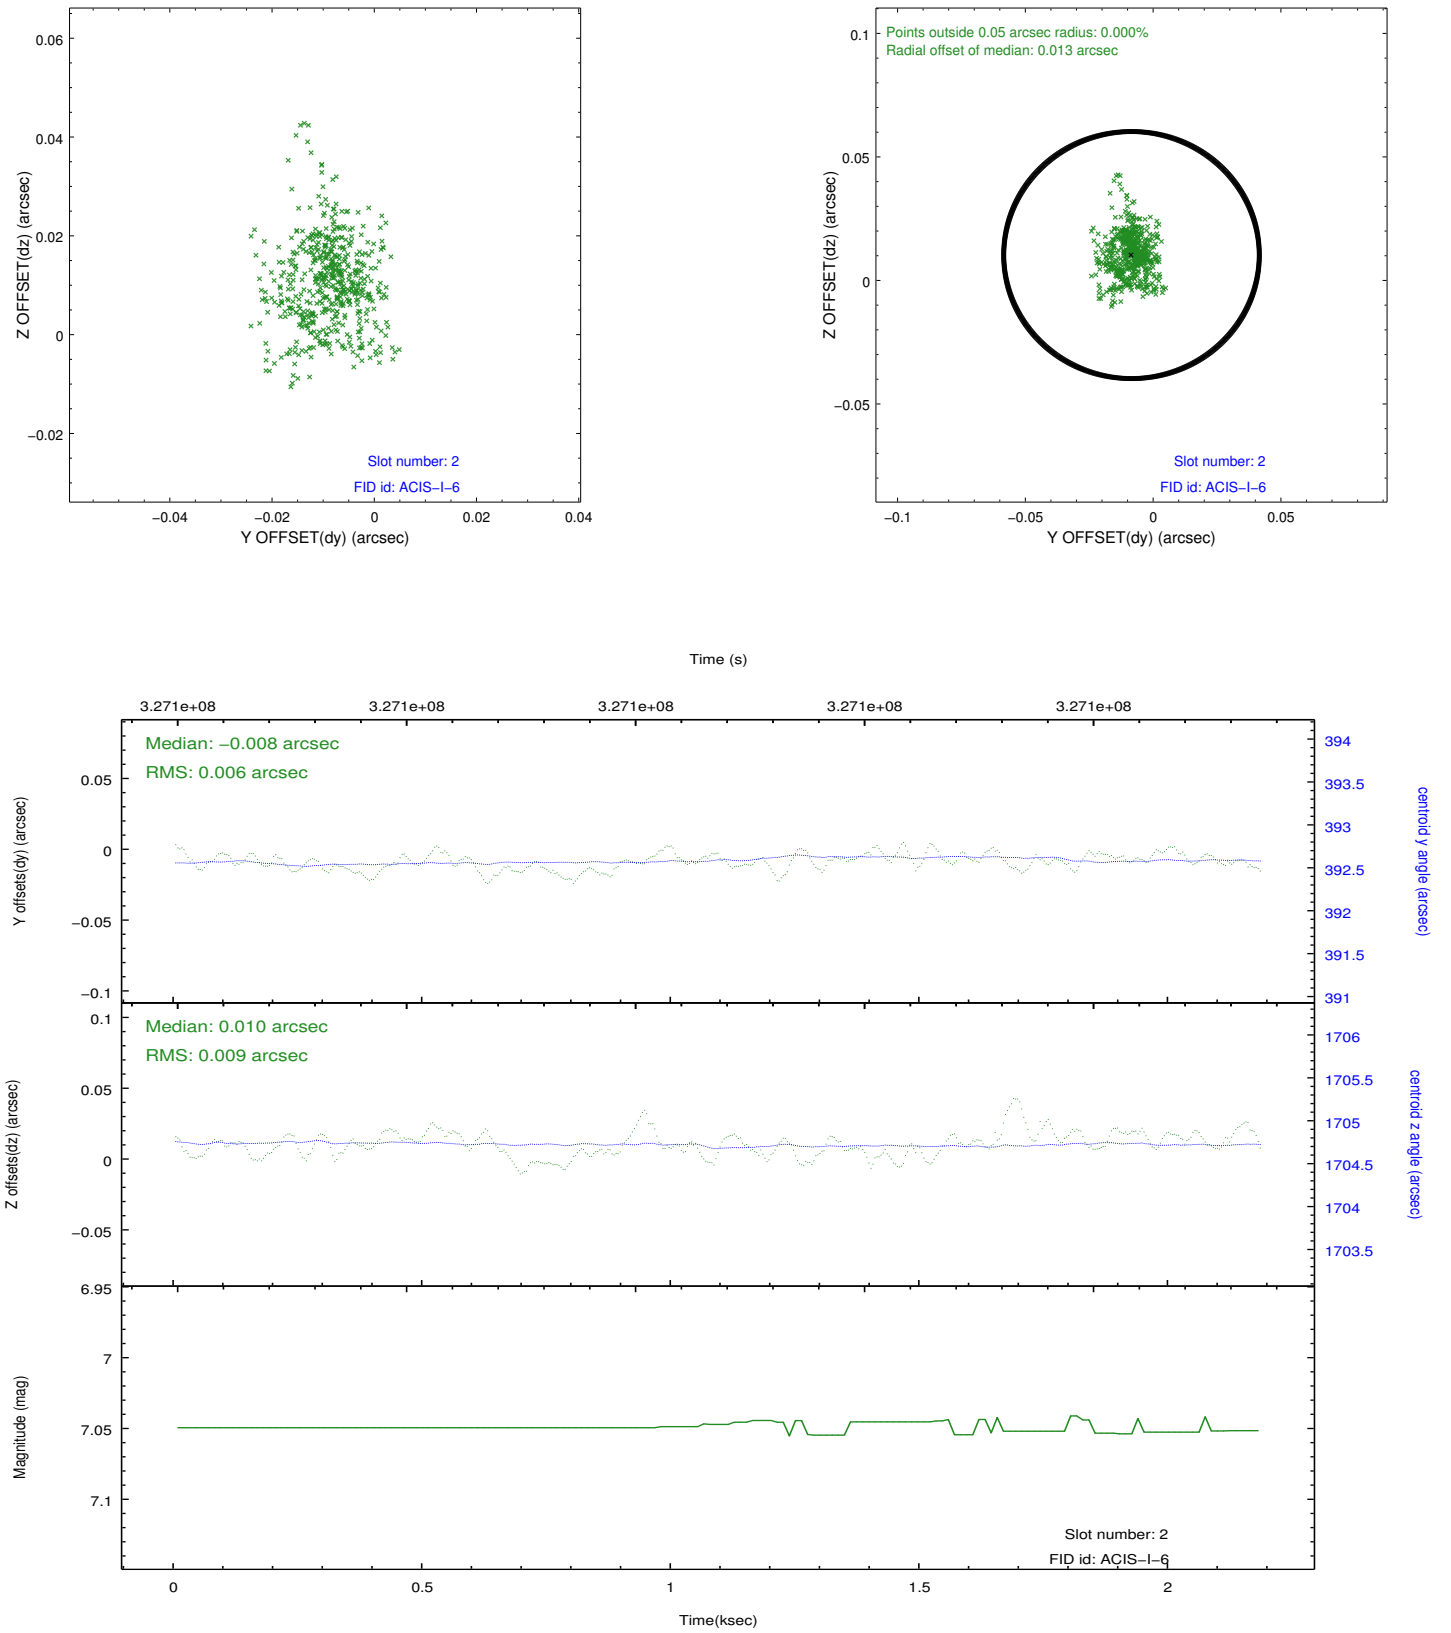 0.06
0.04
0.02
0
−0.02
Z OFFSET(dz) (arcsec)
Slot number: 2
FID id: ACIS−I−6
−0.04
−0.02
0
0.02
0.04
Y OFFSET(dy) (arcsec)
Points outside 0.05 arcsec radius: 0.000%
Radial offset of median: 0.013 arcsec
0.1
0.05
0
−0.05
Z OFFSET(dz) (arcsec)
Slot number: 2
FID id: ACIS−I−6
−0.1
−0.05
0
0.05
Y OFFSET(dy) (arcsec)
Time (s)
3.271e+08
3.271e+08
3.271e+08
3.271e+08
3.271e+08
Median: −0.008 arcsec
RMS: 0.006 arcsec
0.05
0
−0.05
−0.1
Y offsets(dy) (arcsec)
394
393.5
393
392.5
392
391.5
391
centroid y angle (arcsec)
Median: 0.010 arcsec
RMS: 0.009 arcsec
0.1
0.05
0
−0.05
Z offsets(dz) (arcsec)
1706
1705.5
1705
1704.5
1704
1703.5
centroid z angle (arcsec)
6.95
7
7.05
7.1
Magnitude (mag)
Slot number: 2
FID id: ACIS−I−6
0
0.5
1
1.5
2
Time(ksec)